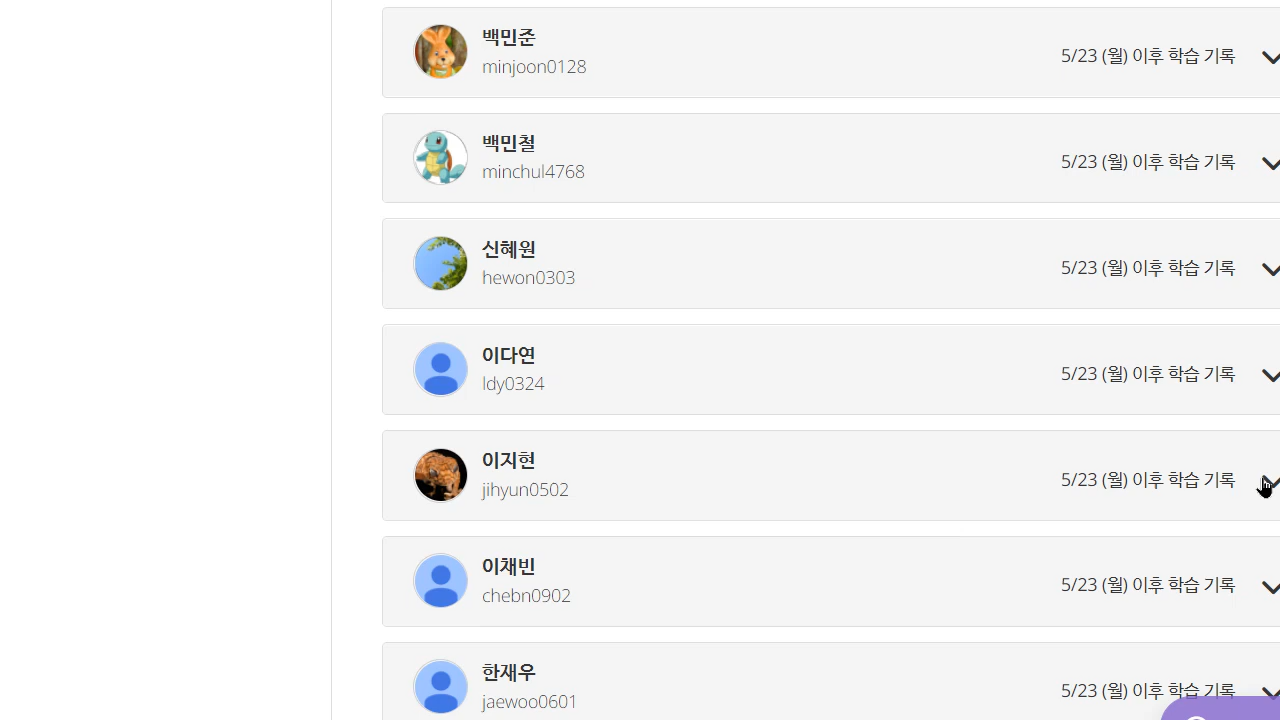 백민준
minjoon0128
5/23 (월) 이후 학습 기록
백민철
minchul4768
5/23 (월) 이후 학습 기록
신혜원
hewon0303
5/23 (월) 이후 학습 기록
이다연
ldy0324
5/23 (월) 이후 학습 기록
이지현
jihyun0502
5/23 (월) 이후 학습 기록
이채빈
chebn0902
5/23 (월) 이후 학습 기록
한재우
jaewoo0601
5/23 (월) 이후 학습 기록